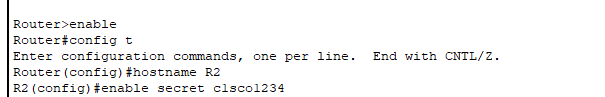 Router>enable
Router#config t
Enter configuration commands, one per line.  End with CNTL/Z.
Router(config)#hostname R2
R2(config)#enable secret c1sco1234